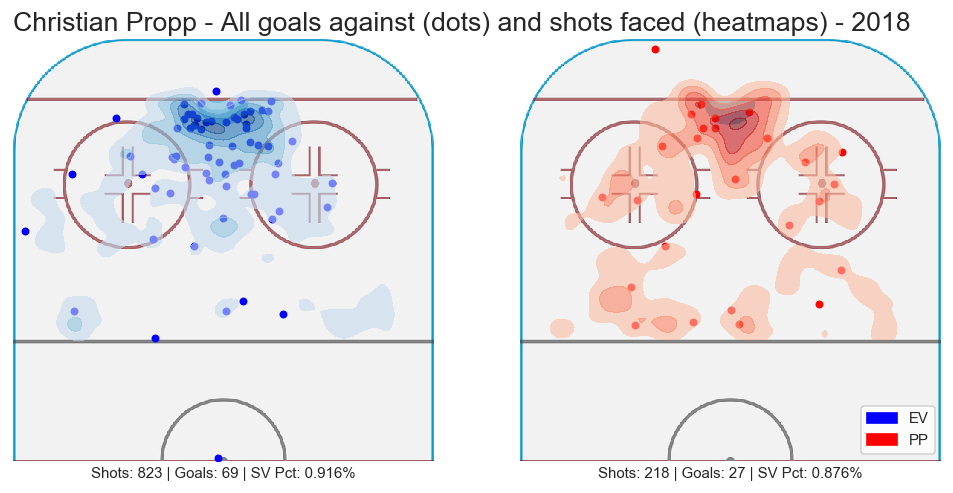 Christian Propp - All goals against (dots) and shots faced (heatmaps) - 2018
EV
PP
Shots: 823 | Goals: 69 | SV Pct: 0.916%
Shots: 218 | Goals: 27 | SV Pct: 0.876%